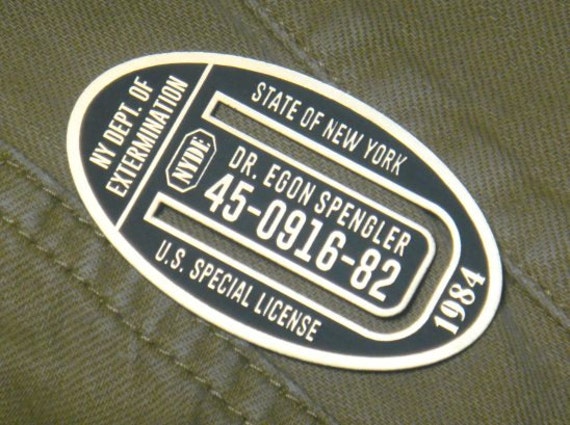 NY DEPT. OF
EXTERMINATION
STATE OF NEW YORK
NYDE
DR. EGON SPENGLER
45-0916-82
U.S. SPECIAL LICENSE
1984